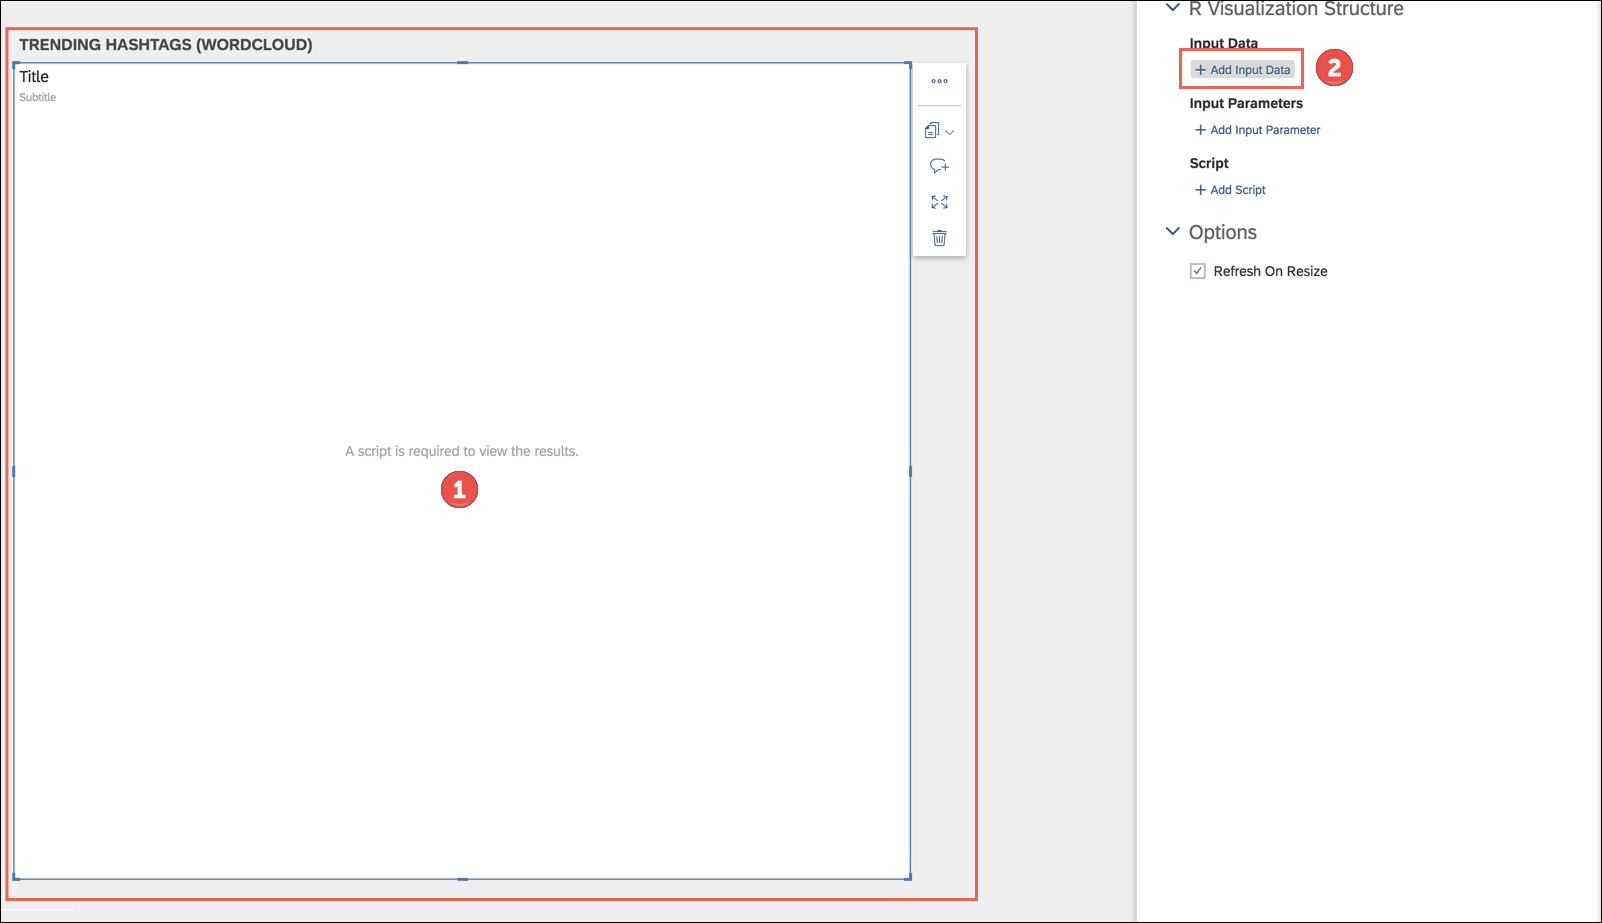 TRENDING HASHTAGS (WORDCLOUD)
Title
Subtitle
A script is required to view the results.
1
R Visualization Structure
Input Data
+ Add Input Data
2
Input Parameters
+ Add Input Parameter
Script
+ Add Script
Options
Refresh On Resize